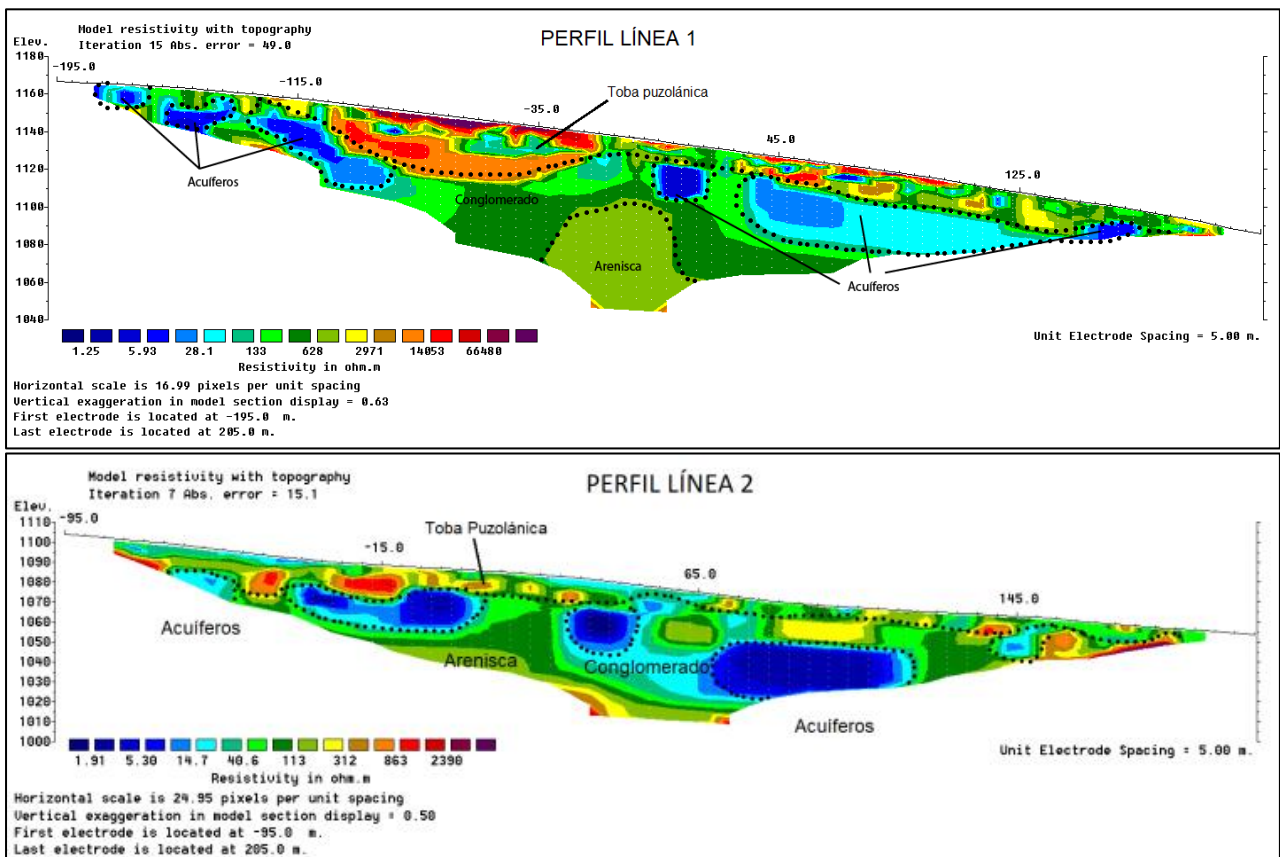 Model resistivity with topography
Iteration 15 Abs. error = 49.0
PERFIL LÍNEA 1
Elev.
1180
-195.0
1160
-115.0
-35.0
Toba puzolánica
1140
45.0
1120
Acuíferos
125.0
Conglomerado
1100
1080
Arenisca
Acuíferos
1060
1040
1.25 5.93 28.1 133 628 2971 14053 66480
Resistivity in ohm.m
Unit Electrode Spacing = 5.00 m.
Horizontal scale is 16.99 pixels per unit spacing
Vertical exaggeration in model section display = 0.63
First electrode is located at -195.0 m.
Last electrode is located at 205.0 m.
Model resistivity with topography
Iteration 7 Abs. error = 15.1
PERFIL LÍNEA 2
Elev.
1110
-95.0
Toba Puzolánica
1100
-15.0
1090
1080
65.0
1070
145.0
1060
Acuíferos
1050
1040
Arenisca
Conglomerado
1030
1020
1010
Acuíferos
1000
1.91 5.30 14.7 40.6 113 312 863 2390
Resistivity in ohm.m
Unit Electrode Spacing = 5.00 m.
Horizontal scale is 24.95 pixels per unit spacing
Vertical exaggeration in model section display = 0.50
First electrode is located at -95.0 m.
Last electrode is located at 205.0 m.